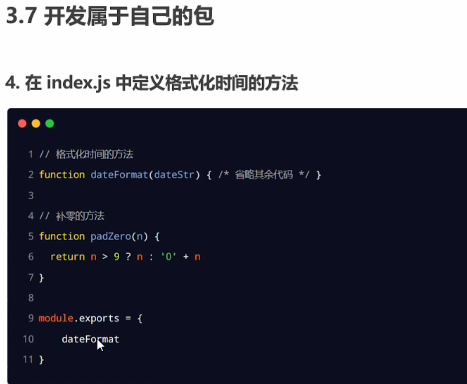 3.7 开发属于自己的包
4. 在 index.js 中定义格式化时间的方法
1 // 格式化时间的方法
2 function dateFormat(dateStr) { /* 省略其余代码 */ }
3
4 // 补零的方法
5 function padZero(n) {
6 return n > 9 ? n : '0' + n
7 }
8
9 module.exports = {
10 dateFormat
11 }